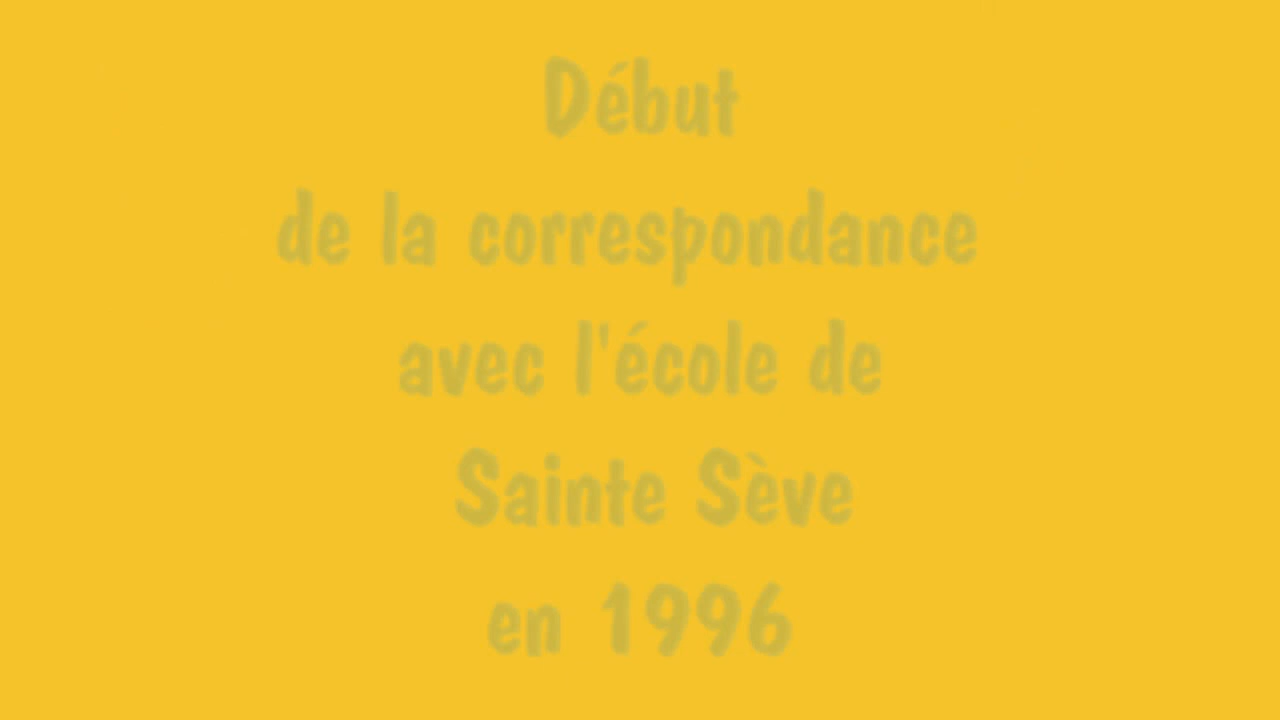 Début
de la correspondance
avec l'école de
Sainte Sève
en 1996